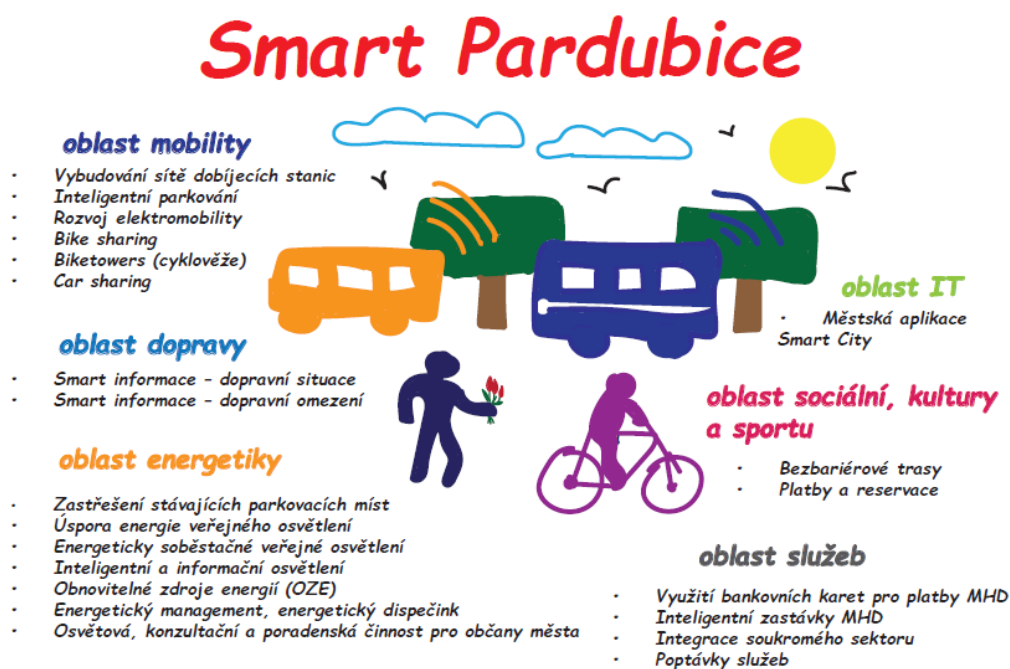 Smart Pardubice
oblast mobility
· Vybudování sítě dobíjecích stanic
· Inteligentní parkování
· Rozvoj elektromobility
· Bike sharing
· Biketowers (cyklověže)
· Car sharing
oblast dopravy
· Smart informace – dopravní situace
· Smart informace – dopravní omezení
oblast energetiky
· Zastřešení stávajících parkovacích míst
· Úspora energie veřejného osvětlení
· Energeticky soběstačné veřejné osvětlení
· Inteligentní a informační osvětlení
· Obnovitelné zdroje energií (OZE)
· Energetický management, energetický dispečink
· Osvětová, konzultační a poradenská činnost pro občany města
oblast IT
· Městská aplikace
Smart City
oblast sociální, kultury
a sportu
· Bezbariérové trasy
· Platby a reservace
oblast služeb
· Využití bankovních karet pro platby MHD
· Inteligentní zastávky MHD
· Integrace soukromého sektoru
· Poptávky služeb